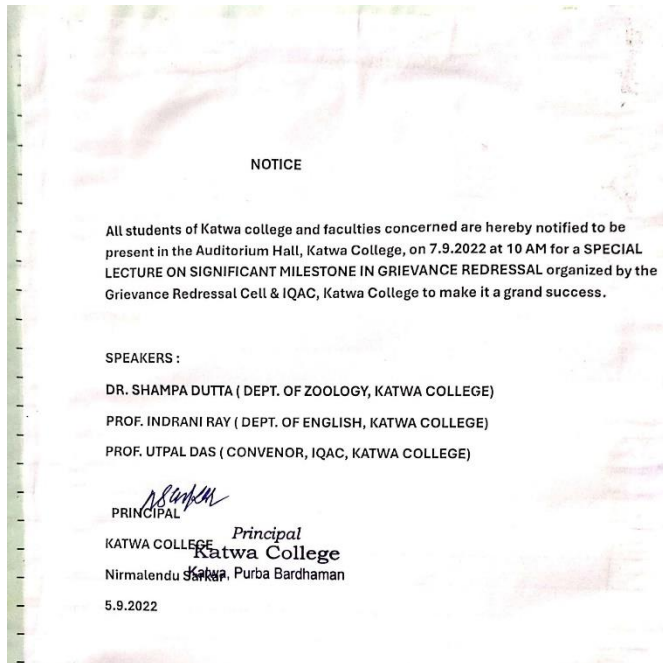 NOTICE
All students of Katwa college and faculties concerned are hereby notified to be
present in the Auditorium Hall, Katwa College, on 7.9.2022 at 10 AM for a SPECIAL
LECTURE ON SIGNIFICANT MILESTONE IN GRIEVANCE REDRESSAL organized by the
Grievance Redressal Cell & IQAC, Katwa College to make it a grand success.
SPEAKERS :
DR. SHAMPA DUTTA ( DEPT. OF ZOOLOGY, KATWA COLLEGE)
PROF. INDRANI RAY ( DEPT. OF ENGLISH, KATWA COLLEGE)
PROF. UTPAL DAS ( CONVENOR, IQAC, KATWA COLLEGE)
PRINCIPAL
KATWA COLLEGE
Nirmalendu Sarkar
5.9.2022
Principal
Katwa College
Katwa, Purba Bardhaman